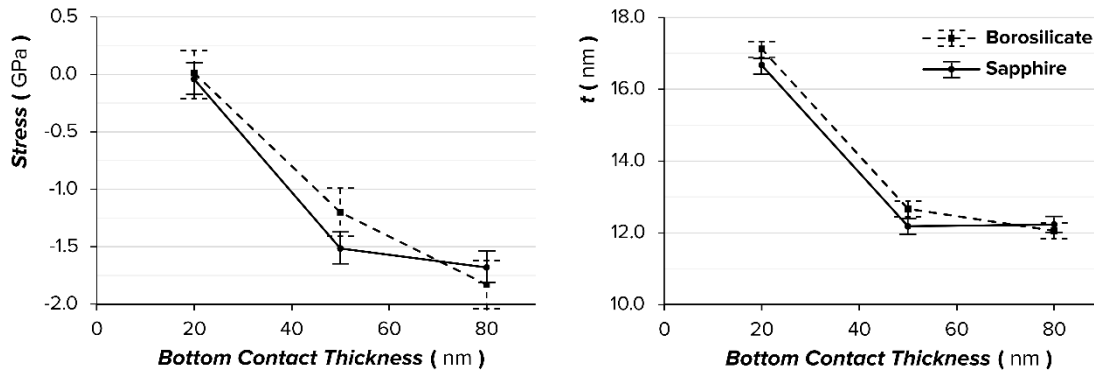 0.5
0.0
-0.5
-1.0
-1.5
-2.0
Stress ( GPa )
0 20 40 60 80
Bottom Contact Thickness ( nm )
18.0
16.0
14.0
12.0
10.0
t ( nm )
Borosilicate
Sapphire
0 20 40 60 80
Bottom Contact Thickness ( nm )